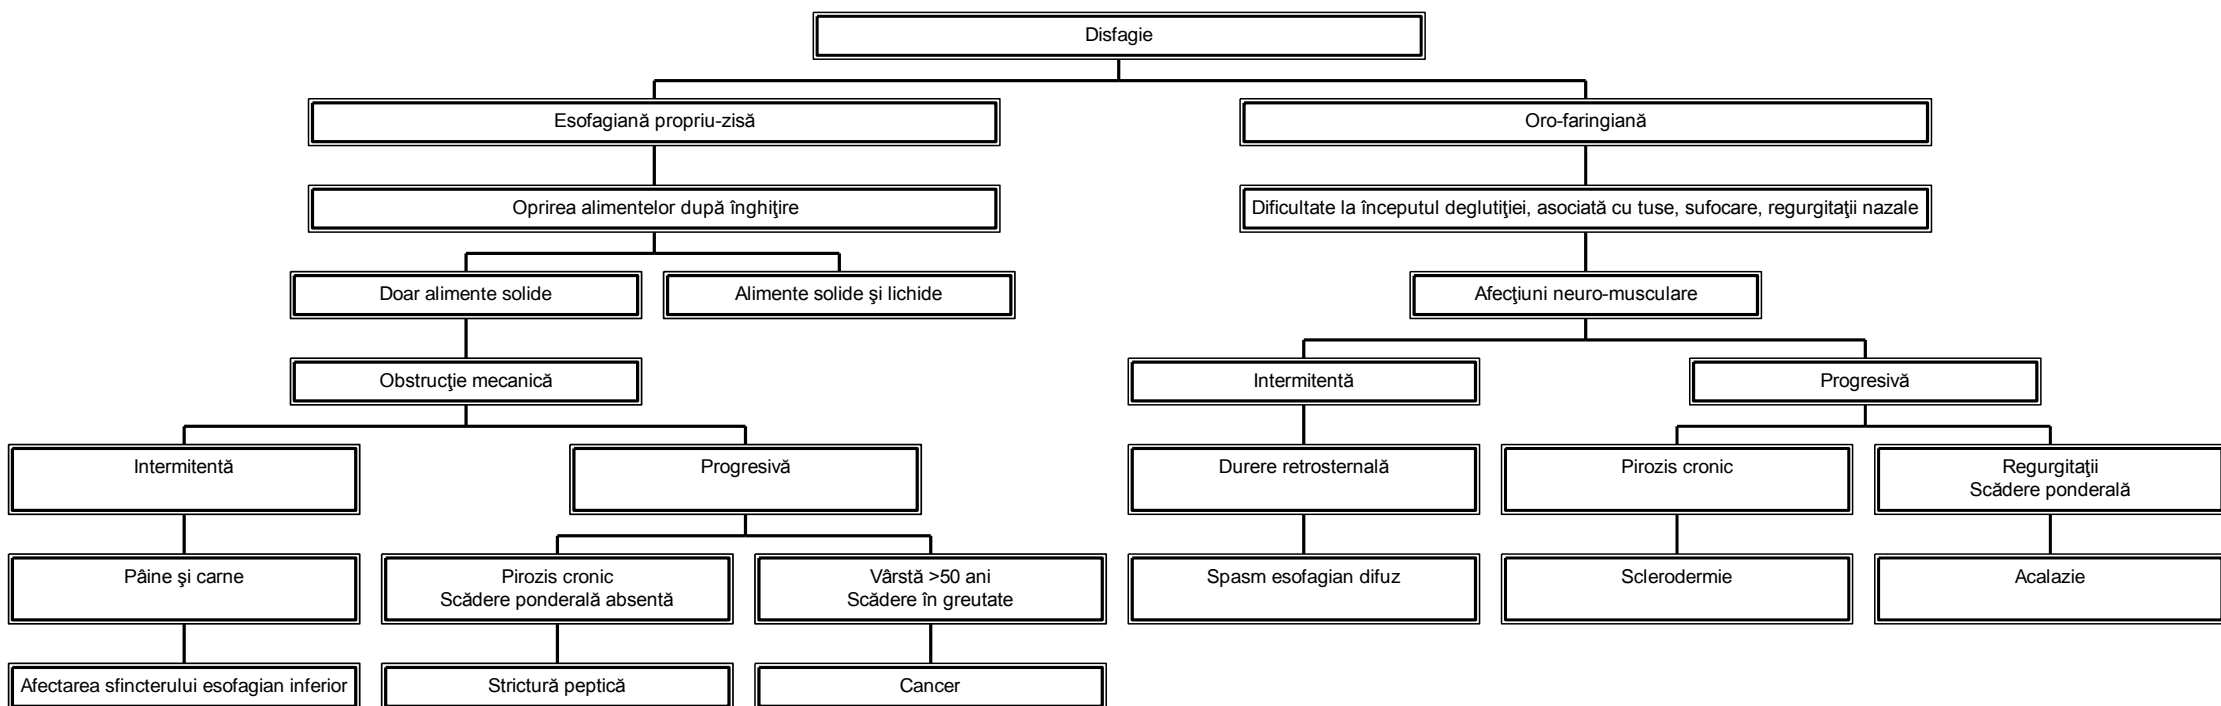 Disfagie
Esofagiană propriu-zisă
Oro-faringiană
Oprirea alimentelor după înghiţire
Dificultate la începutul deglutiţiei, asociată cu tuse, sufocare, regurgitaţii nazale
Doar alimente solide
Alimente solide şi lichide
Afecţiuni neuro-musculare
Obstrucţie mecanică
Intermitentă
Progresivă
Intermitentă
Progresivă
Durere retrosternală
Pirozis cronic
Regurgitaţii
Scădere ponderală
Pâine şi carne
Pirozis cronic
Scădere ponderală absentă
Vârstă >50 ani
Scădere în greutate
Spasm esofagian difuz
Sclerodermie
Acalazie
Afectarea sfincterului esofagian inferior
Strictură peptică
Cancer